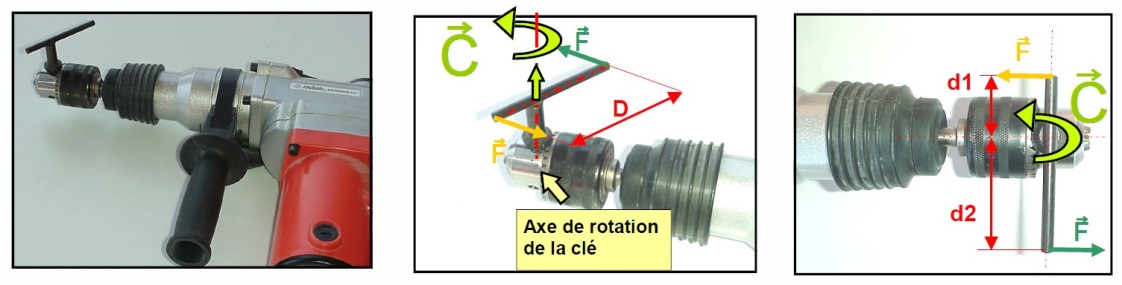 C
F
D
F
Axe de rotation
de la clé
F
d1
C
d2
F